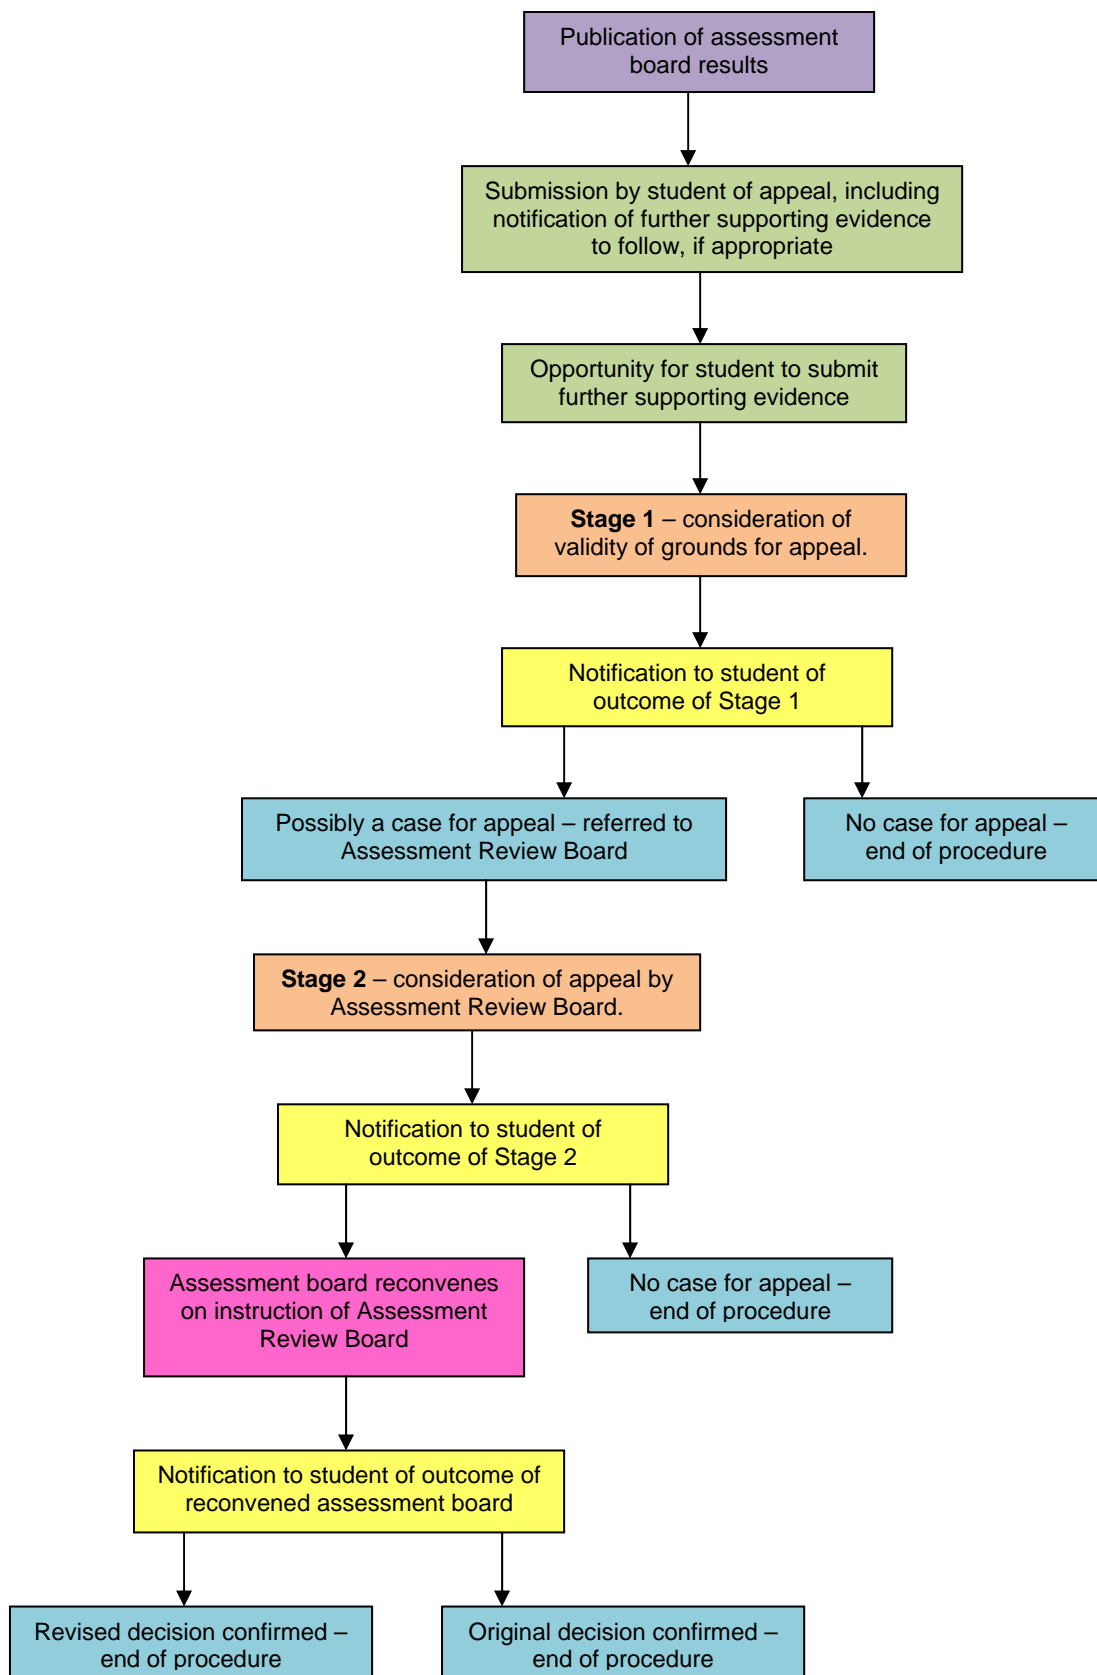 Publication of assessment
board results
Submission by student of appeal, including
notification of further supporting evidence
to follow, if appropriate
Opportunity for student to submit
further supporting evidence
Stage 1 – consideration of
validity of grounds for appeal.
Notification to student of
outcome of Stage 1
Possibly a case for appeal – referred to
Assessment Review Board
No case for appeal –
end of procedure
Stage 2 – consideration of appeal by
Assessment Review Board.
Notification to student of
outcome of Stage 2
Assessment board reconvenes
on instruction of Assessment
Review Board
No case for appeal –
end of procedure
Notification to student of outcome of
reconvened assessment board
Revised decision confirmed –
end of procedure
Original decision confirmed –
end of procedure